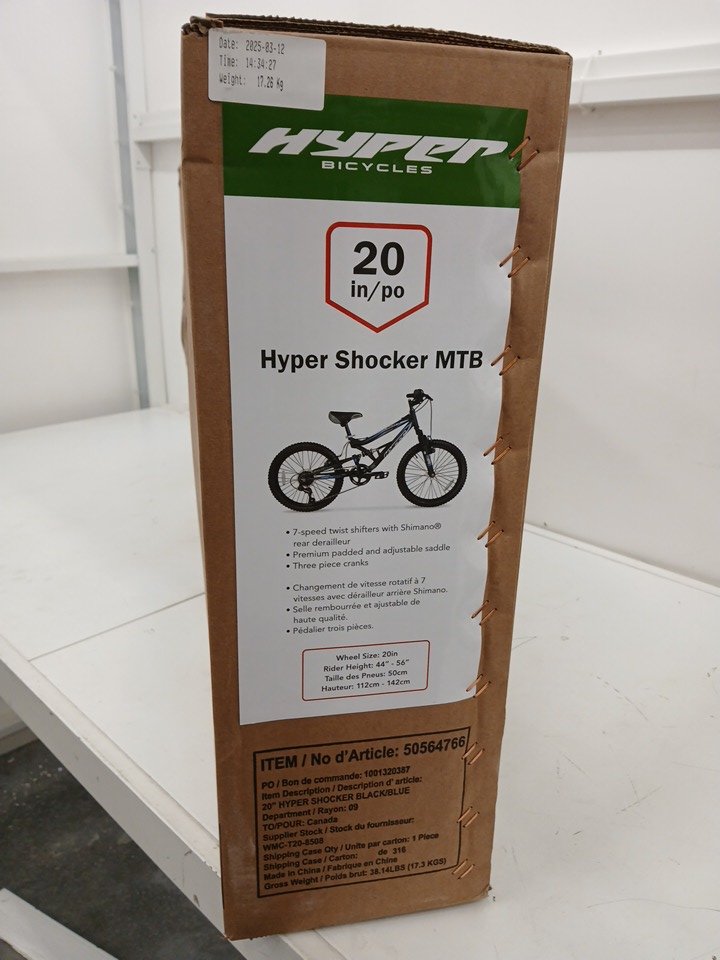 Date: 2025-03-12
Time: 14:34:27
Weight: 17.26 Kg
HYPER
BICYCLES
20
in/po
Hyper Shocker MTB
• 7-speed twist shifters with Shimano®
rear derailleur
• Premium padded and adjustable saddle
• Three piece cranks
• Changement de vitesse rotatif à 7
vitesses avec dérailleur arrière Shimano.
• Selle rembourrée et ajustable de
haute qualité.
• Pédalier trois pièces.
Wheel Size: 20in
Rider Height: 44" - 56"
Taille des Pneus: 50cm
Hauteur: 112cm - 142cm
ITEM / No d'Article: 50564766
PO / Bon de commande: 1001320387
Item Description / Description d' article:
20" HYPER SHOCKER BLACK/BLUE
Department / Rayon: 09
TO/POUR: Canada
Supplier Stock / Stock du fournisseur:
WMC-T20-8508
Shipping Case Qty / Unite par carton: 1 Piece
Shipping Case / Carton: de 316
Made in China / Fabrique en Chine
Gross Weight / Poids brut: 38.14LBS (17.3 KGS)